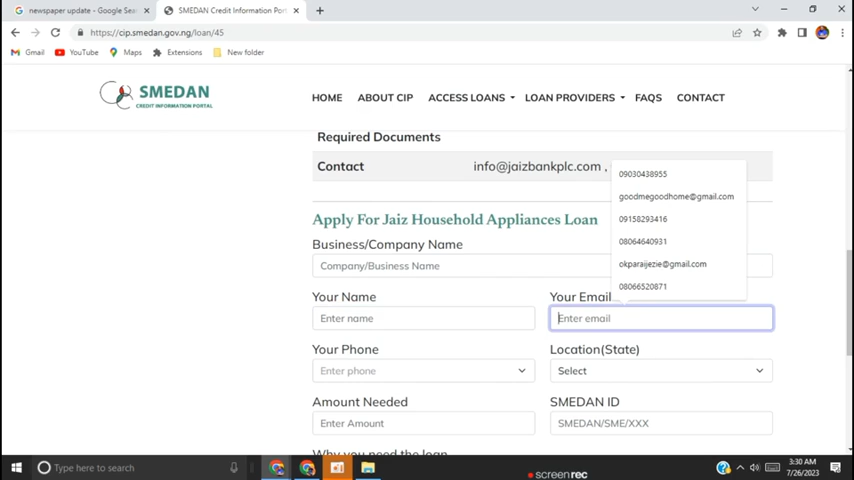 newspaper update - Google Sea
SMEDAN Credit Information Port
https://cip.smedan.gov.ng/loan/45
Gmail
YouTube
Maps
Extensions
New folder
SMEDAN
CREDIT INFORMATION PORTAL
HOME
ABOUT CIP
ACCESS LOANS
LOAN PROVIDERS
FAQS
CONTACT
Required Documents
Contact
info@jaizbankplc.com ,
09030438955
goodmegoodhome@gmail.com
09158293416
08064640931
okparaijezie@gmail.com
08066520871
Apply For Jaiz Household Appliances Loan
Business/Company Name
Company/Business Name
Your Name
Your Email
Enter name
Enter email
Your Phone
Location(State)
Enter phone
Select
Amount Needed
SMEDAN ID
Enter Amount
SMEDAN/SME/XXX
Why you need the loan
Type here to search
3:30 AM
7/26/2023
screenrec